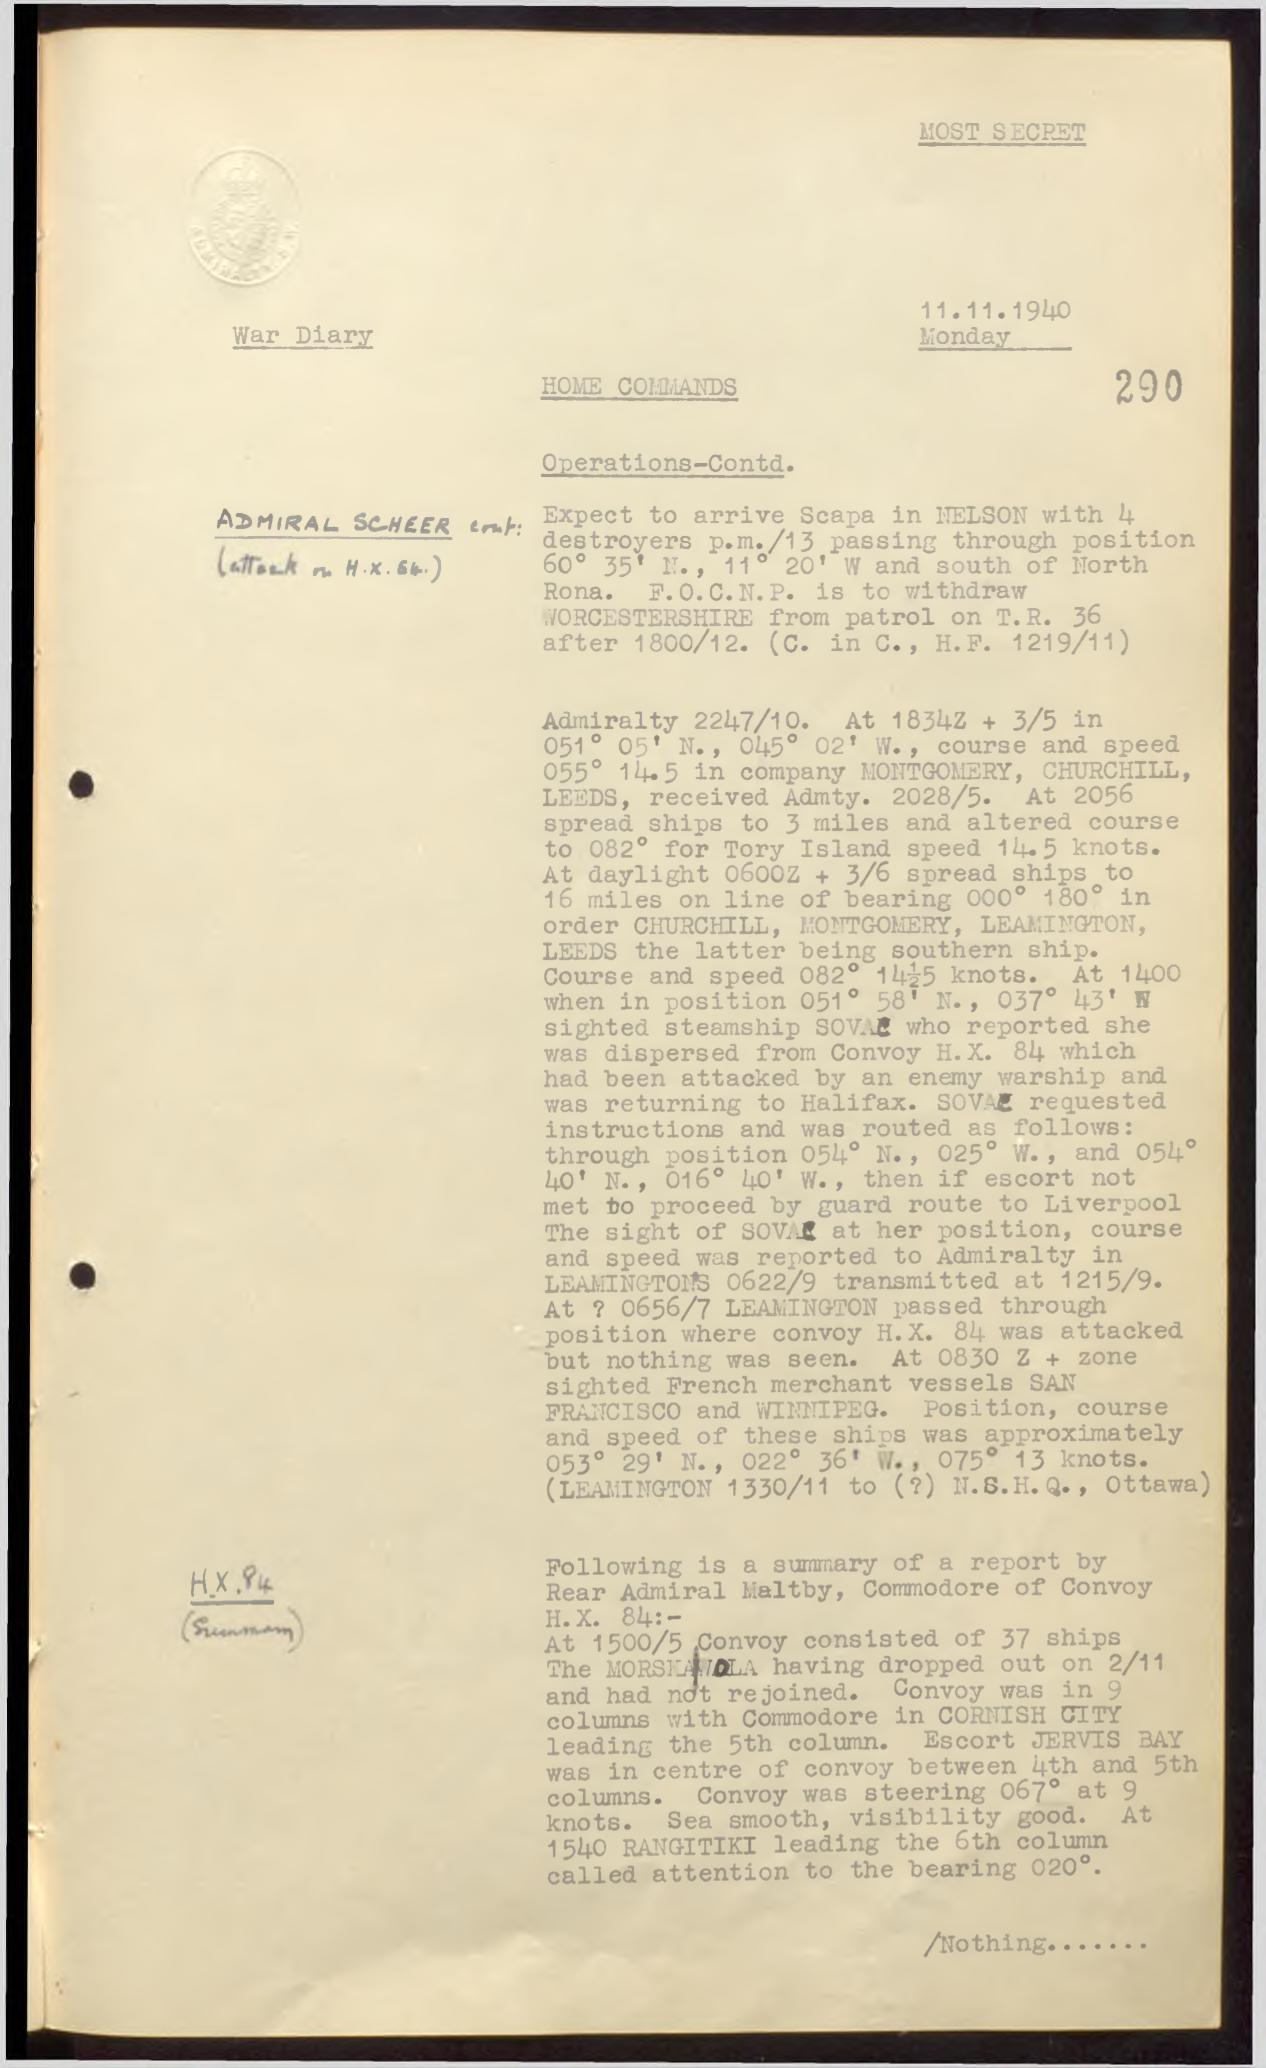 MOST SECRET
ADMIRALTY S.W.
11.11.1940
War Diary
Monday
HOME COMMANDS
290
Operations-Contd.
ADMIRAL SCHEER cont:
(attack on H.X. 84.)
Expect to arrive Scapa in NELSON with 4
destroyers p.m./13 passing through position
60° 35' N., 11° 20' W and south of North
Rona. F.O.C.N.P. is to withdraw
WORCESTERSHIRE from patrol on T.R. 36
after 1800/12. (C. in C., H.F. 1219/11)
Admiralty 2247/10. At 1834Z + 3/5 in
051° 05' N., 045° 02' W., course and speed
055° 14.5 in company MONTGOMERY, CHURCHILL,
LEEDS, received Admty. 2028/5. At 2056
spread ships to 3 miles and altered course
to 082° for Tory Island speed 14.5 knots.
At daylight 0600Z + 3/6 spread ships to
16 miles on line of bearing 000° 180° in
order CHURCHILL, MONTGOMERY, LEAMINGTON,
LEEDS the latter being southern ship.
Course and speed 082° 14½5 knots. At 1400
when in position 051° 58' N., 037° 43' W
sighted steamship SOVAC who reported she
was dispersed from Convoy H.X. 84 which
had been attacked by an enemy warship and
was returning to Halifax. SOVAC requested
instructions and was routed as follows:
through position 054° N., 025° W., and 054°
40' N., 016° 40' W., then if escort not
met to proceed by guard route to Liverpool
The sight of SOVAC at her position, course
and speed was reported to Admiralty in
LEAMINGTON'S 0622/9 transmitted at 1215/9.
At ? 0656/7 LEAMINGTON passed through
position where convoy H.X. 84 was attacked
but nothing was seen. At 0830 Z + zone
sighted French merchant vessels SAN
FRANCISCO and WINNIPEG. Position, course
and speed of these ships was approximately
053° 29' N., 022° 36' W., 075° 13 knots.
(LEAMINGTON 1330/11 to (?) N.S.H.Q., Ottawa)
H.X. 84
(Summary)
Following is a summary of a report by
Rear Admiral Maltby, Commodore of Convoy
H.X. 84:-
At 1500/5 Convoy consisted of 37 ships
The MORSKA WOLA having dropped out on 2/11
and had not rejoined. Convoy was in 9
columns with Commodore in CORNISH CITY
leading the 5th column. Escort JERVIS BAY
was in centre of convoy between 4th and 5th
columns. Convoy was steering 067° at 9
knots. Sea smooth, visibility good. At
1540 RANGITIKI leading the 6th column
called attention to the bearing 020°.
/Nothing.......